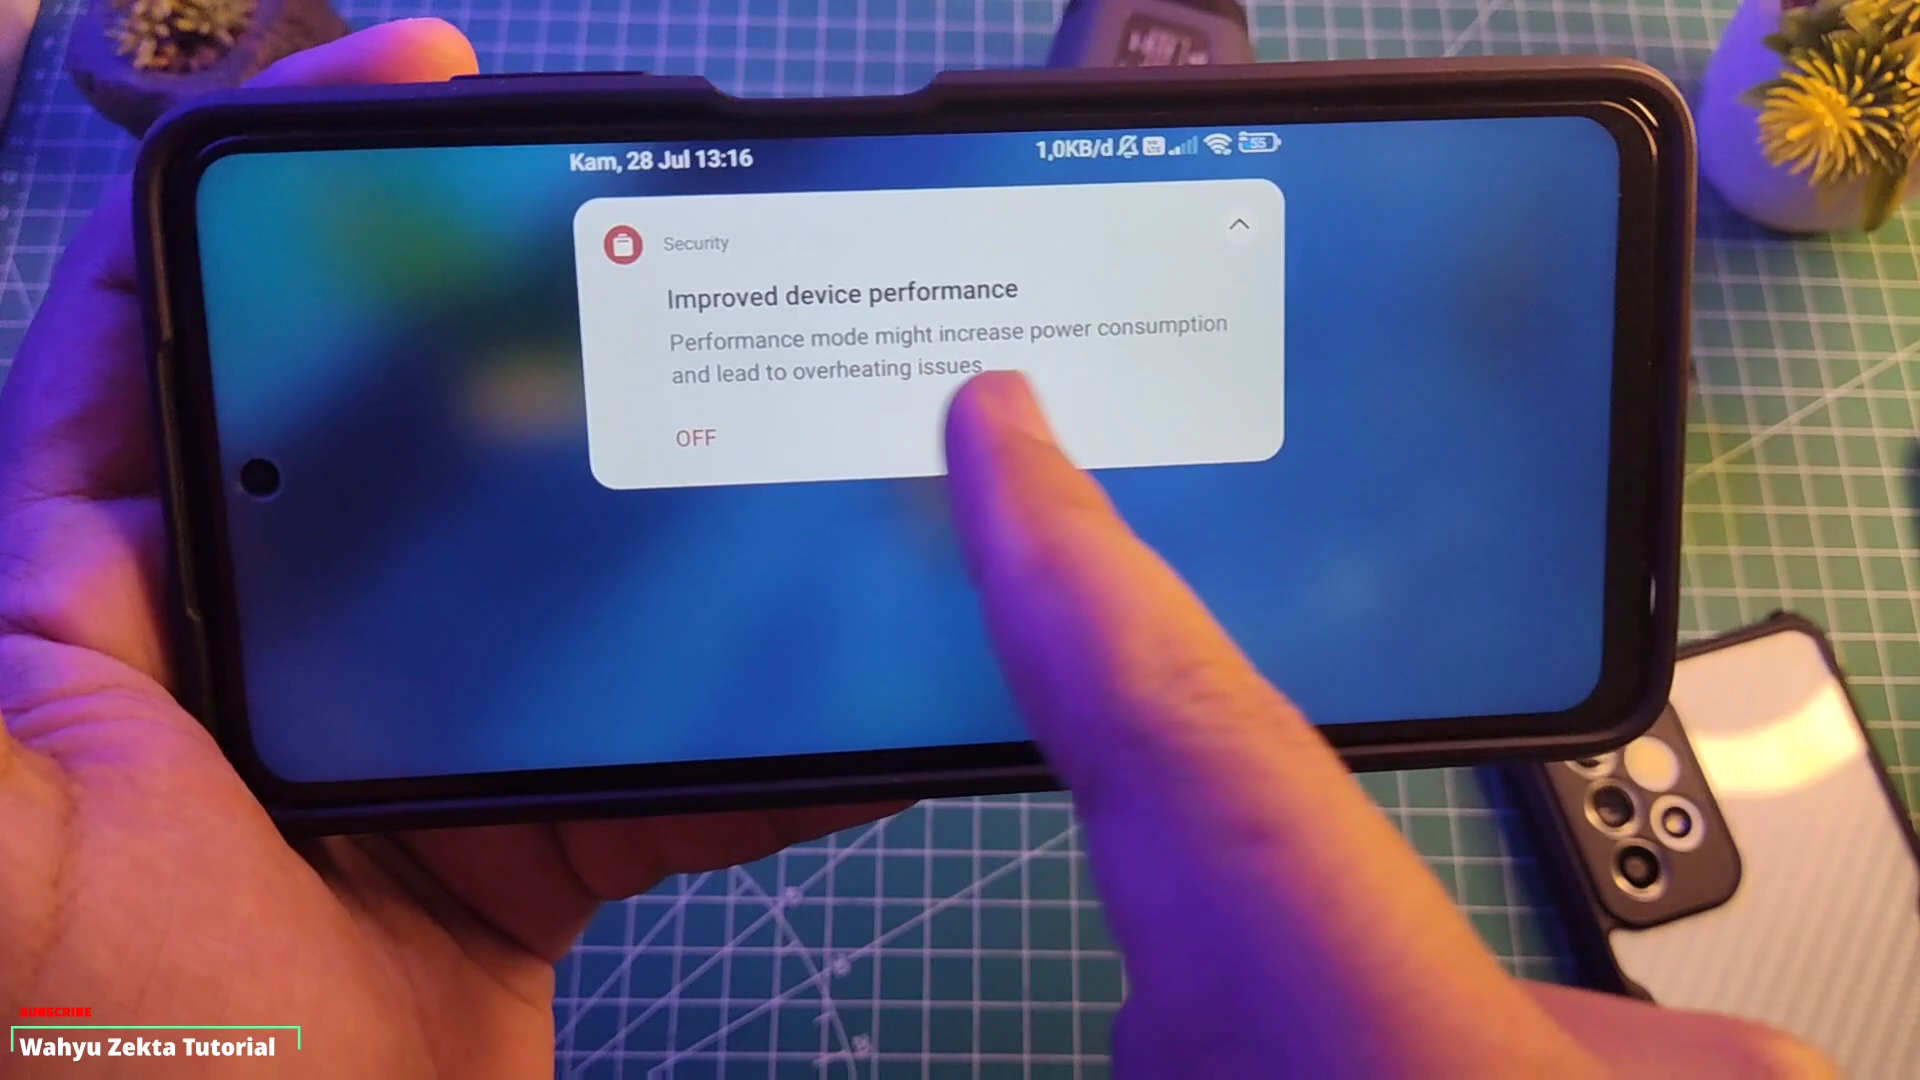 Kam, 28 Jul 13:16
1,0KB/d
55
Security
Improved device performance
Performance mode might increase power consumption
and lead to overheating issues.
OFF
SUBSCRIBE
Wahyu Zekta Tutorial